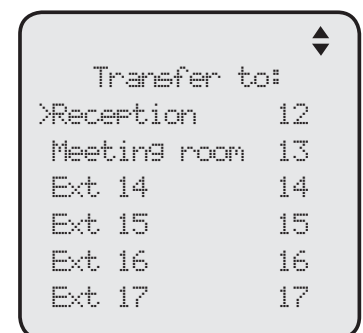 Transfer to:
>Reception 12
Meeting room 13
Ext 14 14
Ext 15 15
Ext 16 16
Ext 17 17